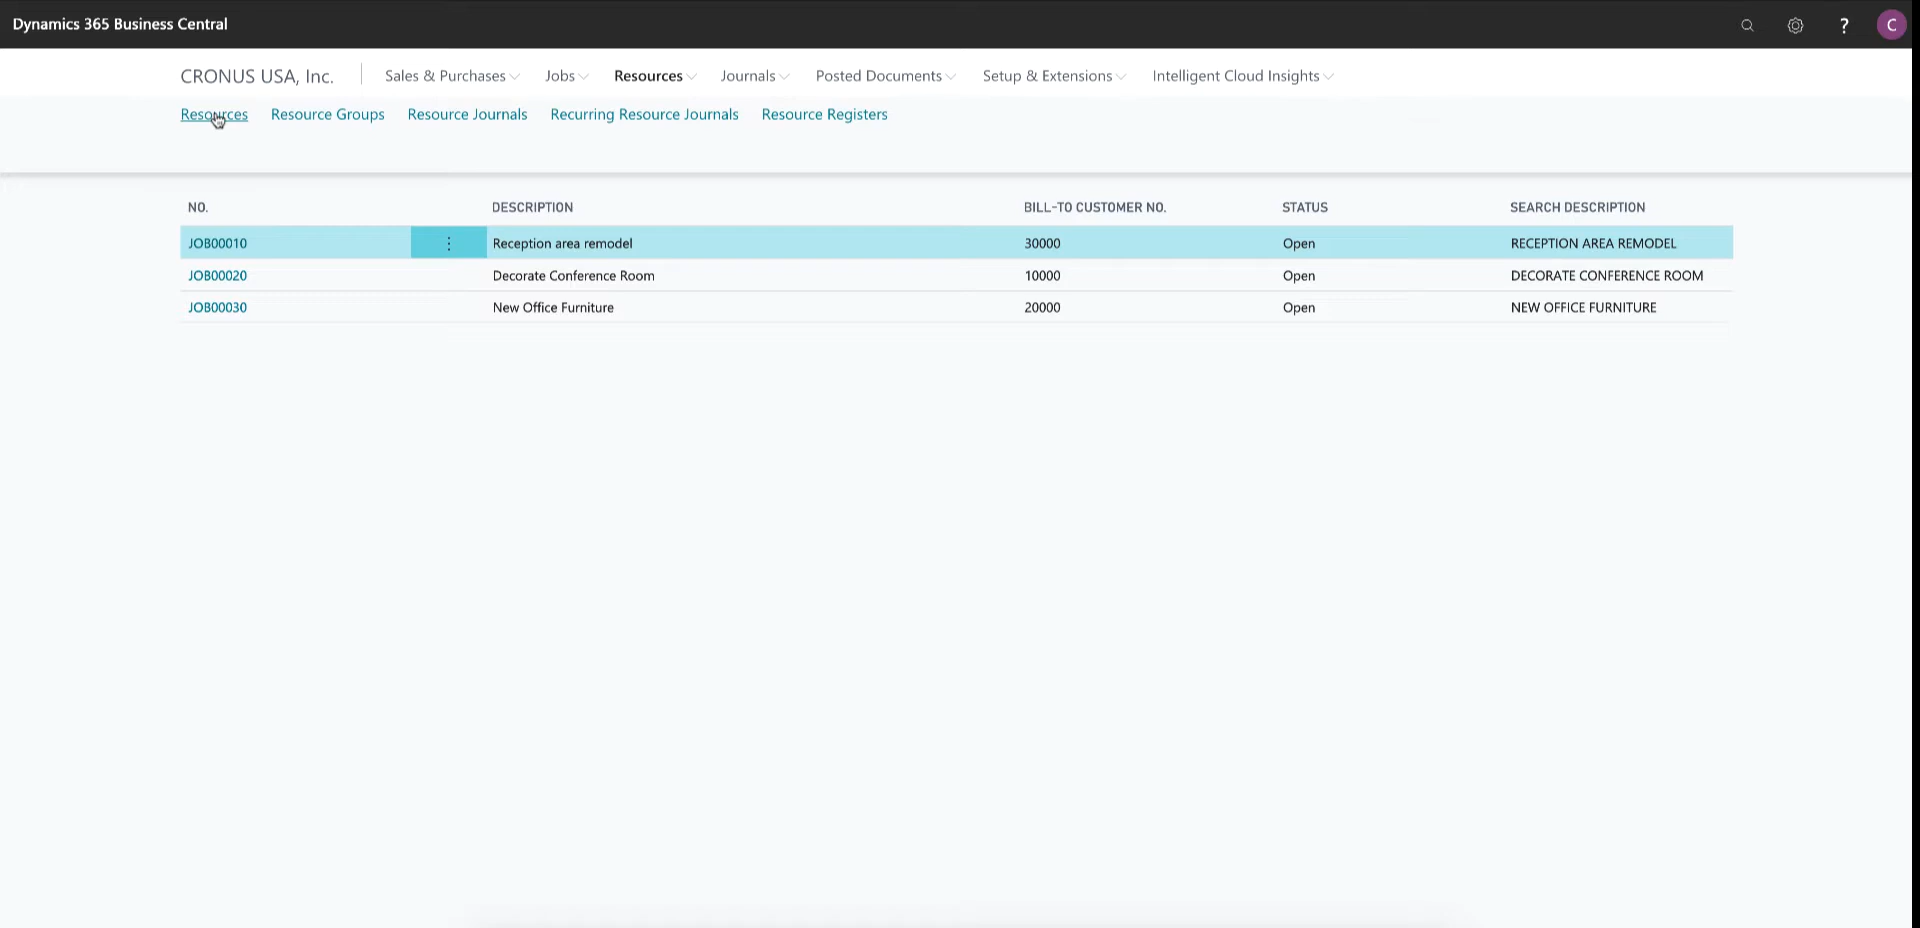 Dynamics 365 Business Central
? C
CRONUS USA, Inc. Sales & Purchases Jobs Resources Journals Posted Documents Setup & Extensions Intelligent Cloud Insights
Resources Resource Groups Resource Journals Recurring Resource Journals Resource Registers
NO. DESCRIPTION BILL-TO CUSTOMER NO. STATUS SEARCH DESCRIPTION
JOB00010 Reception area remodel 30000 Open RECEPTION AREA REMODEL
JOB00020 Decorate Conference Room 10000 Open DECORATE CONFERENCE ROOM
JOB00030 New Office Furniture 20000 Open NEW OFFICE FURNITURE